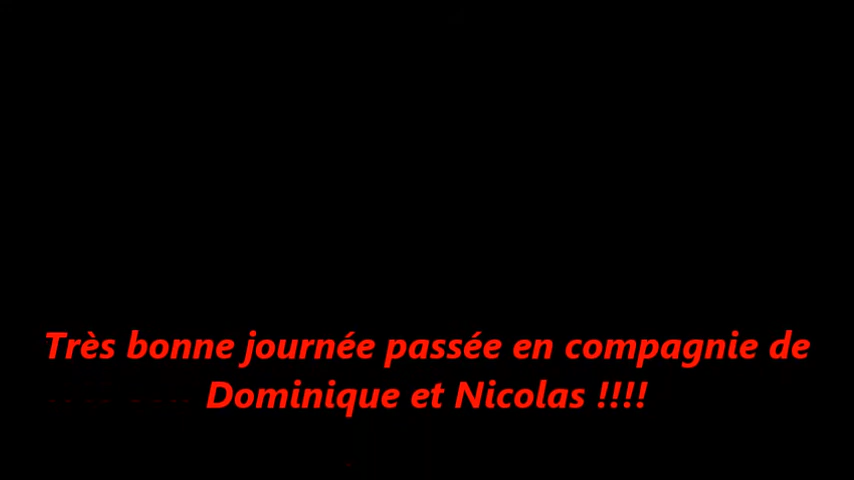 Très bonne journée passée en compagnie de
Dominique et Nicolas !!!!